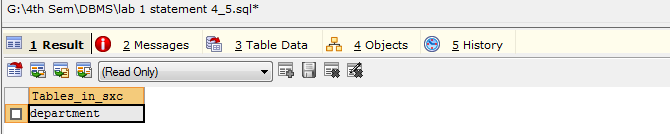 G:\4th Sem\DBMS\lab 1 statement 4_5.sql*
1 Result 2 Messages 3 Table Data 4 Objects 5 History
(Read Only)
Tables_in_sxc
department